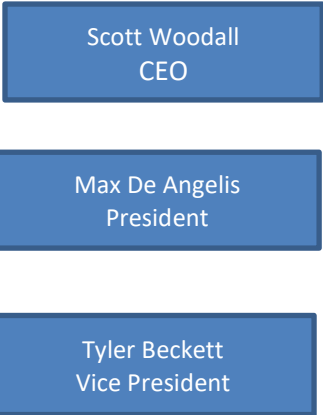 Scott Woodall
CEO
Max De Angelis
President
Tyler Beckett
Vice President